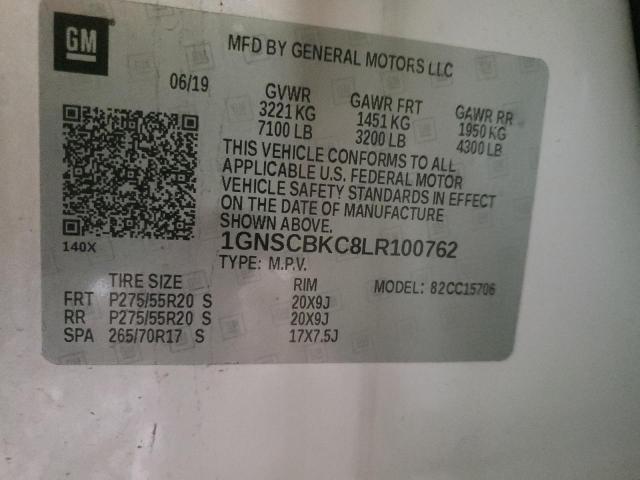 GM
MFD BY GENERAL MOTORS LLC
06/19
GVWR GAWR FRT GAWR RR
3221 KG 1451 KG 1950 KG
7100 LB 3200 LB 4300 LB
THIS VEHICLE CONFORMS TO ALL
APPLICABLE U.S. FEDERAL MOTOR
VEHICLE SAFETY STANDARDS IN EFFECT
ON THE DATE OF MANUFACTURE
SHOWN ABOVE.
140X
1GNSCBKC8LR100762
TYPE: M.P.V.
TIRE SIZE RIM MODEL: 82CC15706
FRT P275/55R20 S 20X9J
RR P275/55R20 S 20X9J
SPA 265/70R17 S 17X7.5J